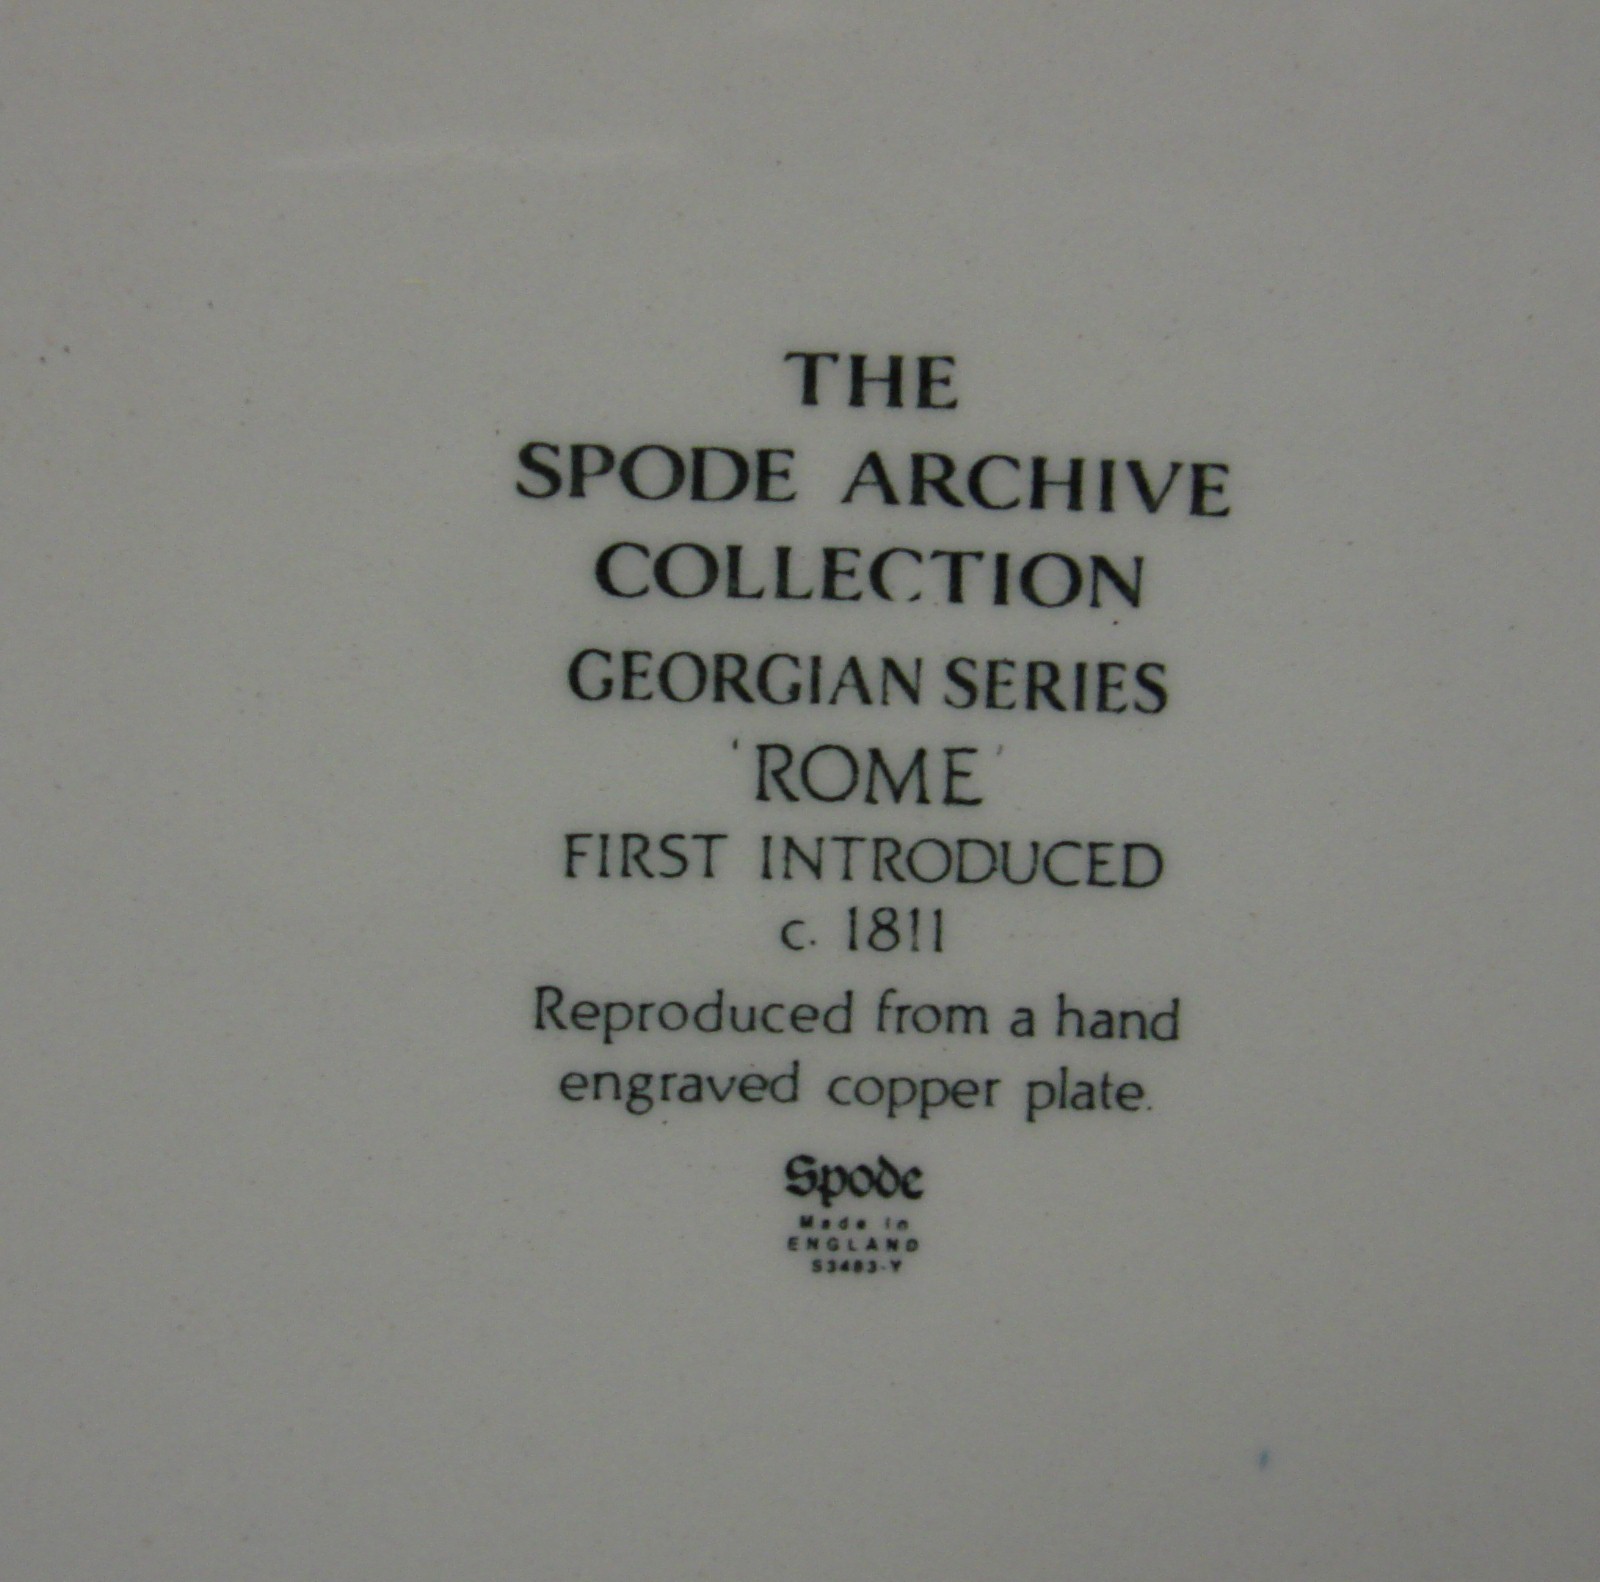 THE
SPODE ARCHIVE
COLLECTION
GEORGIAN SERIES
'ROME'
FIRST INTRODUCED
c. 1811
Reproduced from a hand
engraved copper plate.
Spode
Made in
ENGLAND
S3483-Y